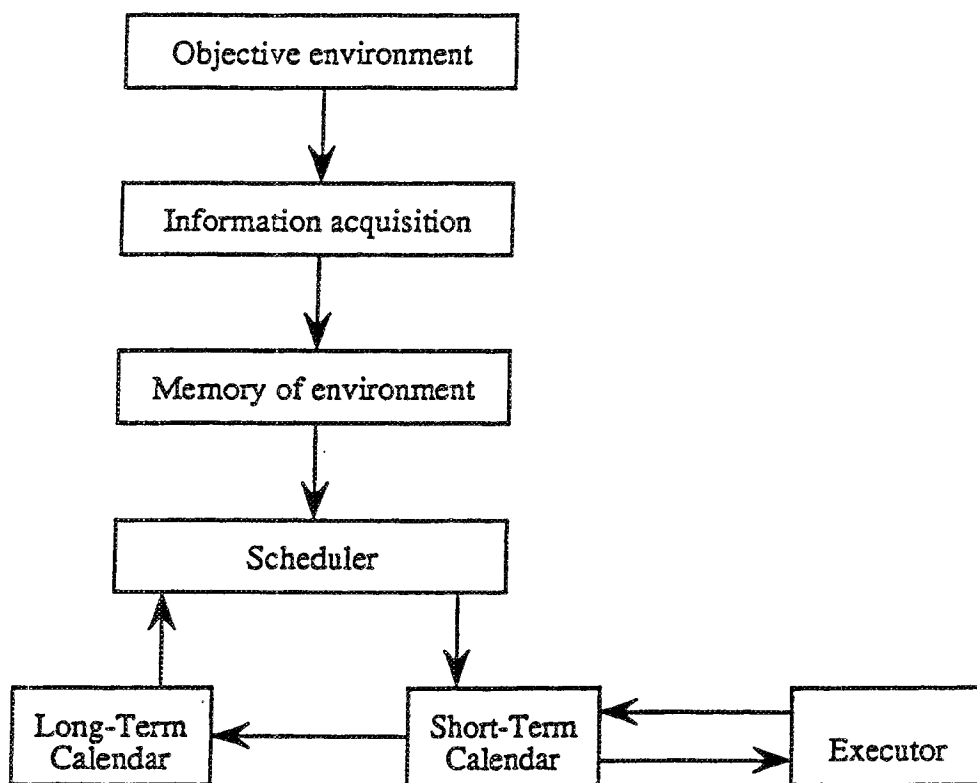 Objective environment
Information acquisition
Memory of environment
Scheduler
Long-Term
Calendar
Short-Term
Calendar
Executor